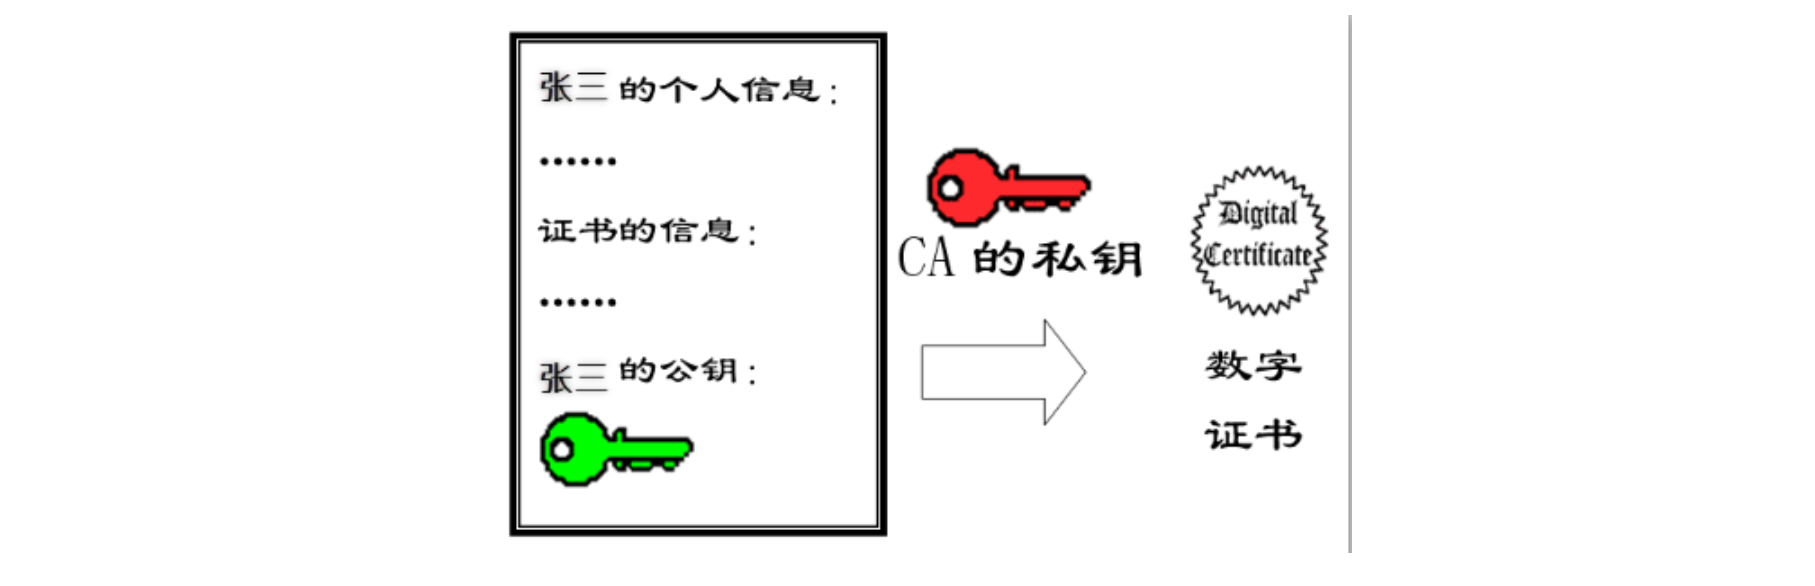 张三的个人信息：
……
证书的信息：
……
张三的公钥：
CA 的私钥
Digital
Certificate
数字
证书